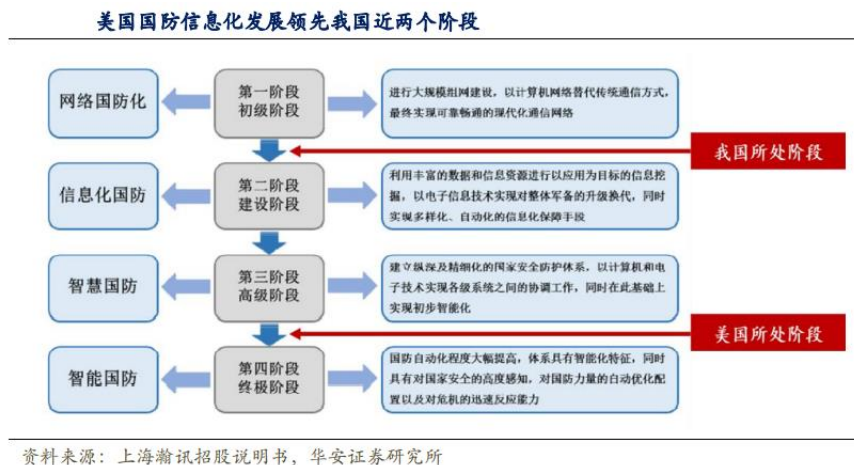 美国国防信息化发展领先我国近两个阶段
网络国防化
第一阶段
初级阶段
进行大规模组网建设，以计算机网络替代传统通信方式，
最终实现可靠畅通的现代化通信网络
我国所处阶段
信息化国防
第二阶段
建设阶段
利用丰富的数据和信息资源进行以应用为目标的信息挖
掘，以电子信息技术实现对整体军备的升级换代，同时
实现多样化、自动化的信息化保障手段
智慧国防
第三阶段
高级阶段
建立纵深及精细化的国家安全防护体系，以计算机和电
子技术实现各级系统之间的协调工作，同时在此基础上
实现初步智能化
美国所处阶段
智能国防
第四阶段
终极阶段
国防自动化程度大幅提高，体系具有智能化特征，同时
具有对国家安全的高度感知，对国防力量的自动优化配
置以及对危机的迅速反应能力
资料来源：上海瀚讯招股说明书，华安证券研究所